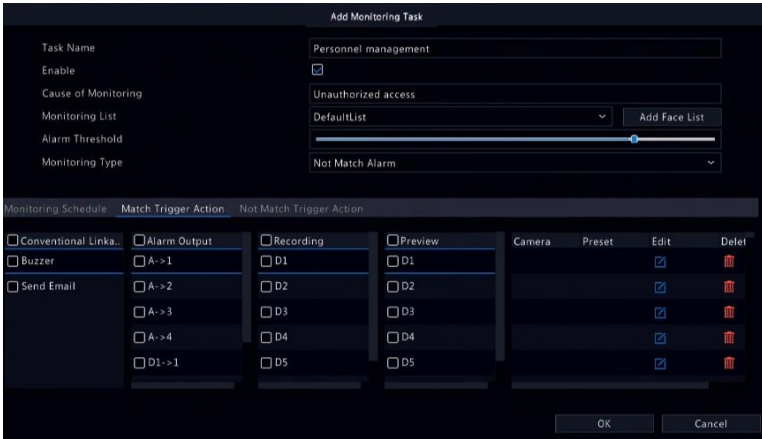 Add Monitoring Task
Task Name Personnel management
Enable
Cause of Monitoring Unauthorized access
Monitoring List DefaultList Add Face List
Alarm Threshold
Monitoring Type Not Match Alarm
Monitoring Schedule Match Trigger Action Not Match Trigger Action
Conventional Linka.. Alarm Output Recording Preview Camera Preset Edit Delet
Buzzer A->1 D1 D1
Send Email A->2 D2 D2
A->3 D3 D3
A->4 D4 D4
D1->1 D5 D5
OK Cancel